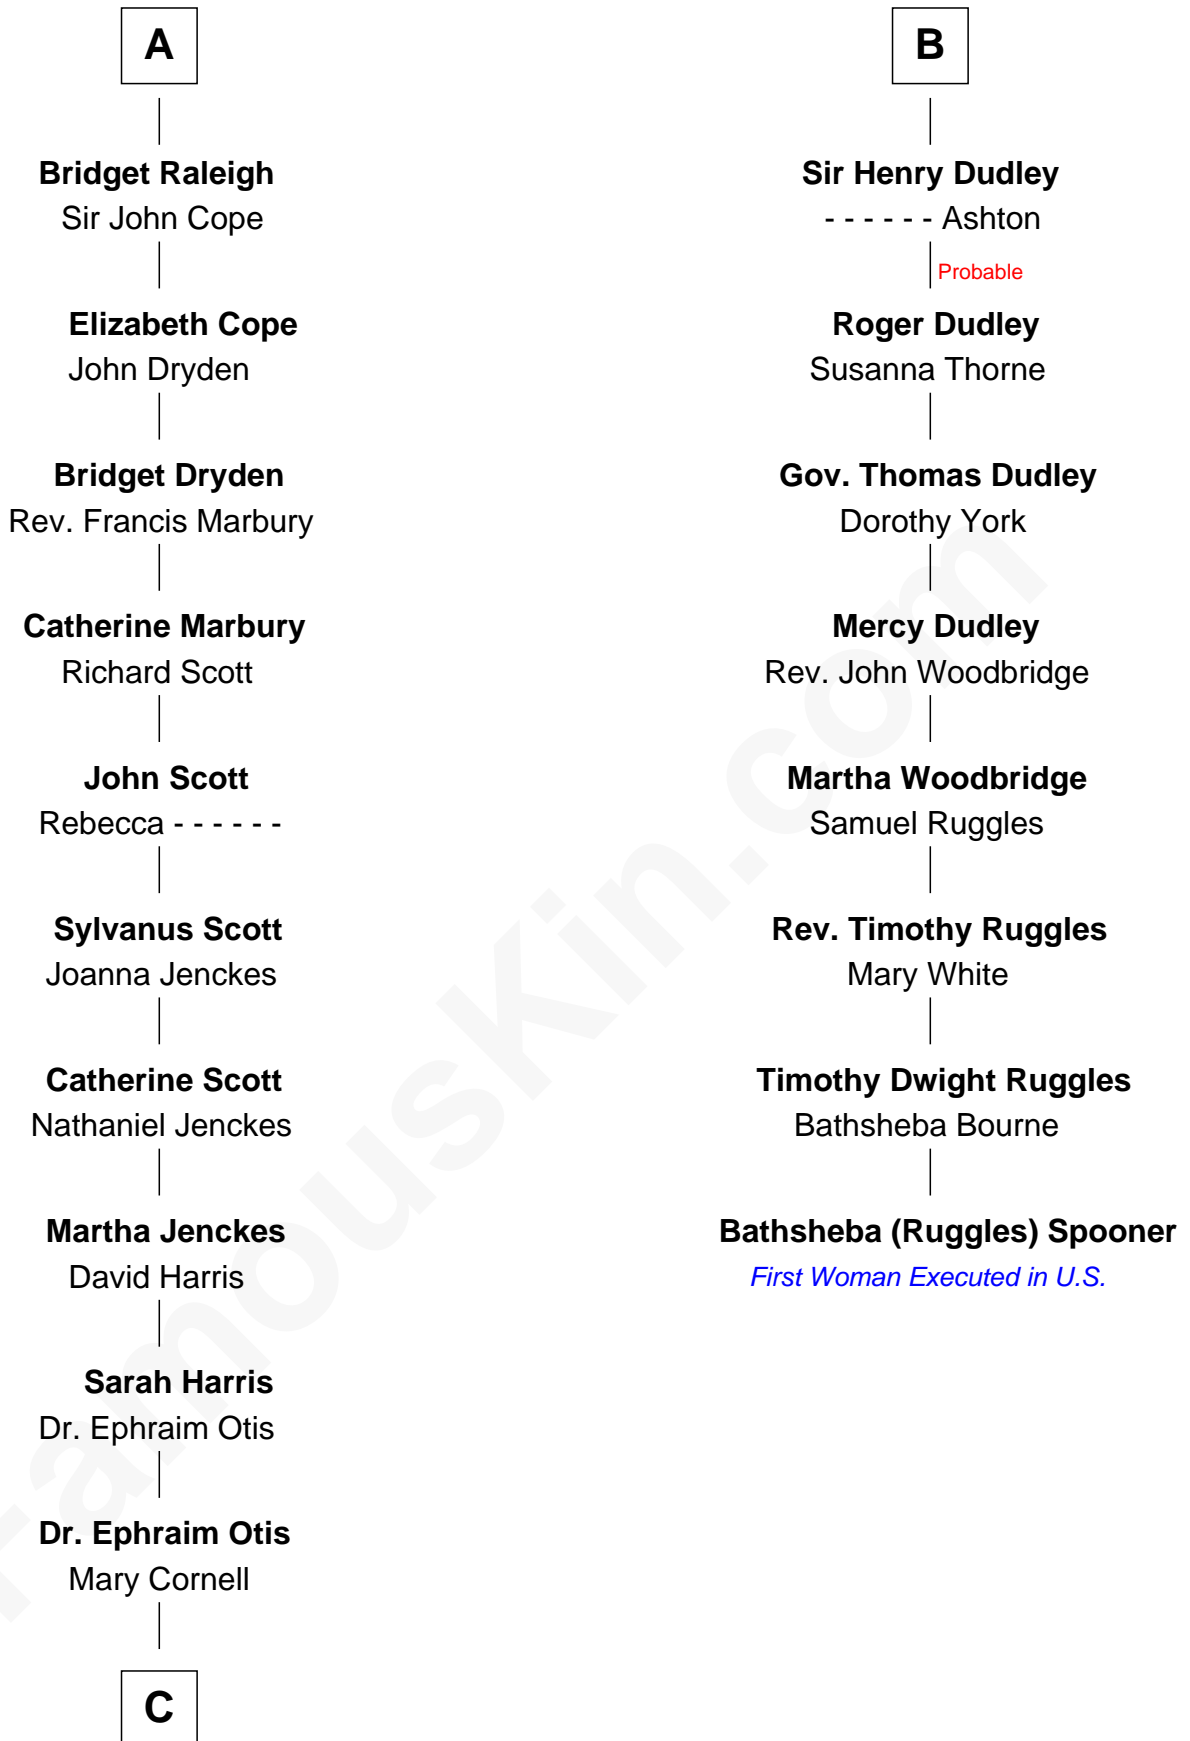 A
Bridget Raleigh
Sir John Cope
Elizabeth Cope
John Dryden
Bridget Dryden
Rev. Francis Marbury
Catherine Marbury
Richard Scott
John Scott
Rebecca - - - - - -
Sylvanus Scott
Joanna Jenckes
Catherine Scott
Nathaniel Jenckes
Martha Jenckes
David Harris
Sarah Harris
Dr. Ephraim Otis
Dr. Ephraim Otis
Mary Cornell
C
B
Sir Henry Dudley
- - - - - - Ashton
Probable
Roger Dudley
Susanna Thorne
Gov. Thomas Dudley
Dorothy York
Mercy Dudley
Rev. John Woodbridge
Martha Woodbridge
Samuel Ruggles
Rev. Timothy Ruggles
Mary White
Timothy Dwight Ruggles
Bathsheba Bourne
Bathsheba (Ruggles) Spooner
First Woman Executed in U.S.
FamousKin.com